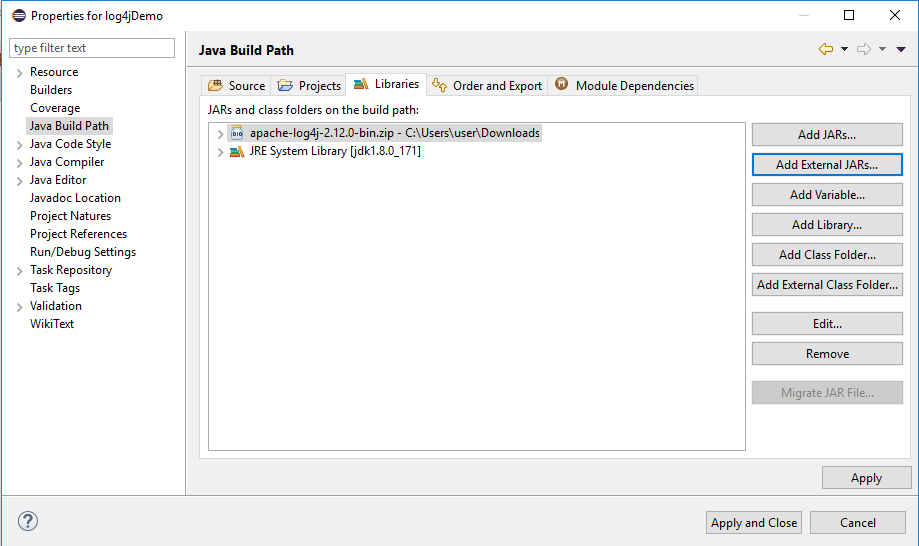 Properties for log4jDemo
type filter text
Resource
Builders
Coverage
Java Build Path
Java Code Style
Java Compiler
Java Editor
Javadoc Location
Project Natures
Project References
Run/Debug Settings
Task Repository
Task Tags
Validation
WikiText
Java Build Path
Source Projects Libraries Order and Export Module Dependencies
JARs and class folders on the build path:
apache-log4j-2.12.0-bin.zip - C:\Users\user\Downloads
JRE System Library [jdk1.8.0_171]
Add JARs...
Add External JARs...
Add Variable...
Add Library...
Add Class Folder...
Add External Class Folder...
Edit...
Remove
Migrate JAR File...
Apply
Apply and Close Cancel